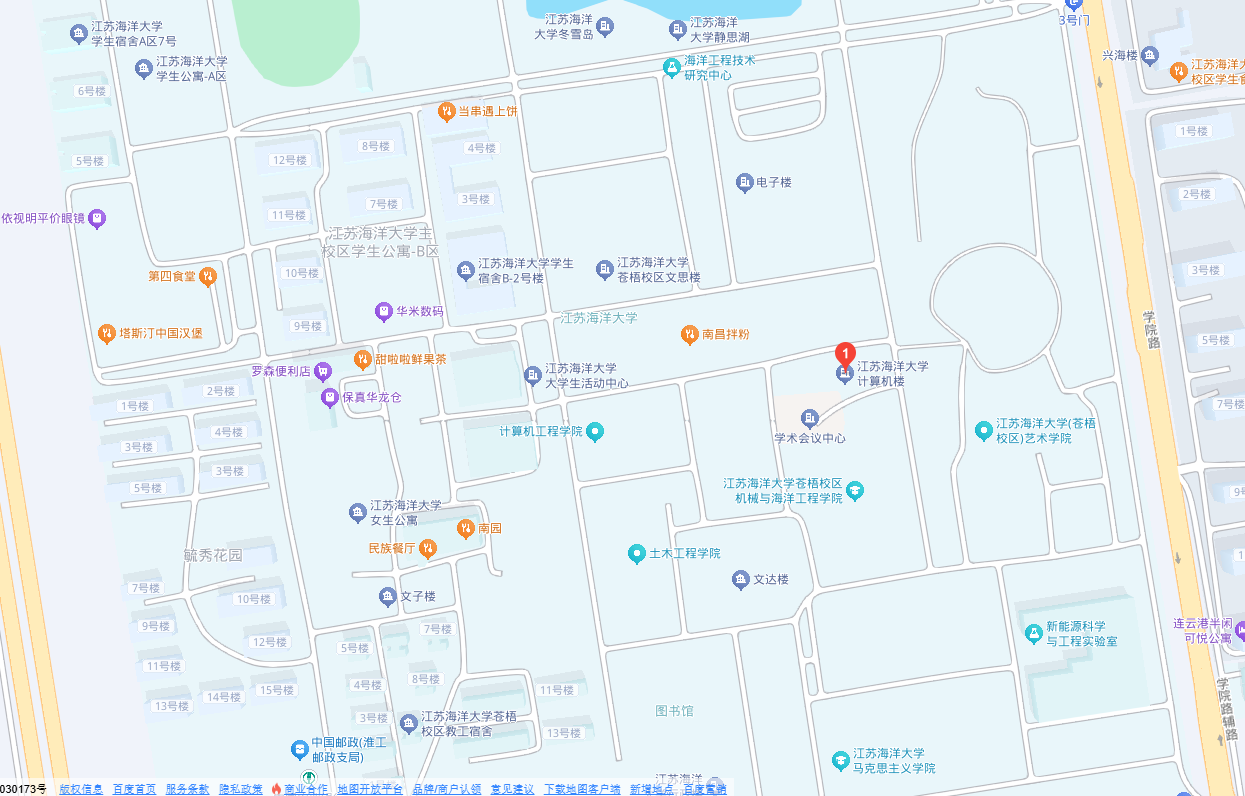 江苏海洋大学
学生宿舍A区7号
江苏海洋大学
学生公寓-A区
江苏海洋
大学冬雪岛
江苏海洋
大学静思湖
3号门
海洋工程技术
研究中心
兴海楼
江苏海洋大
校区学生食
6号楼
当串遇上饼
1号楼
5号楼
12号楼
8号楼
4号楼
电子楼
2号楼
依视明平价眼镜
11号楼
7号楼
3号楼
江苏海洋大学主
校区学生公寓-B区
第四食堂
10号楼
江苏海洋大学学生
宿舍B-2号楼
江苏海洋大学
苍梧校区文思楼
3号楼
塔斯汀中国汉堡
9号楼
华米数码
江苏海洋大学
南昌拌粉
学院路
5号楼
罗森便利店
甜啦啦鲜果茶
江苏海洋大学
大学生活动中心
1
江苏海洋大学
计算机楼
保真华龙仓
1号楼
2号楼
7号楼
3号楼
4号楼
计算机工程学院
学术会议中心
江苏海洋大学(苍梧
校区)艺术学院
5号楼
3号楼
江苏海洋大学苍梧校区
机械与海洋工程学院
江苏海洋大学
女生公寓
南园
民族餐厅
毓秀花园
土木工程学院
文达楼
7号楼
10号楼
文子楼
9号楼
12号楼
5号楼
7号楼
新能源科学
与工程实验室
连云港半闲
可悦公寓
11号楼
13号楼
14号楼
15号楼
4号楼
8号楼
11号楼
3号楼
江苏海洋大学苍梧
校区教工宿舍
13号楼
图书馆
学院路辅路
中国邮政(淮工
邮政支局)
江苏海洋大学
马克思主义学院
江苏海洋
030173号 版权信息 百度首页 服务条款 隐私政策 商业合作 地图开放平台 品牌/商户认领 意见建议 下载地图客户端 新增地点 百度营销